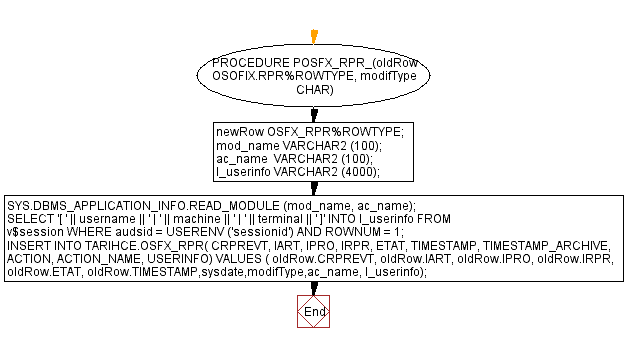 PROCEDURE POSFX_RPR_(oldRow
OSOFIX.RPR%ROWTYPE, modifType
CHAR)
newRow OSFX_RPR%ROWTYPE;
mod_name VARCHAR2 (100);
ac_name  VARCHAR2 (100);
l_userinfo VARCHAR2 (4000);
SYS.DBMS_APPLICATION_INFO.READ_MODULE (mod_name, ac_name);
SELECT '[ ' || username || ' | ' || machine || ' | ' || terminal || ' ]' INTO l_userinfo FROM
v$session WHERE audsid = USERENV ('sessionid') AND ROWNUM = 1;
INSERT INTO TARIHCE.OSFX_RPR( CRPREVT, IART, IPRO, IRPR, ETAT, TIMESTAMP, TIMESTAMP_ARCHIVE,
ACTION, ACTION_NAME, USERINFO) VALUES ( oldRow.CRPREVT, oldRow.IART, oldRow.IPRO, oldRow.IRPR,
oldRow.ETAT, oldRow.TIMESTAMP,sysdate,modifType,ac_name, l_userinfo);
End